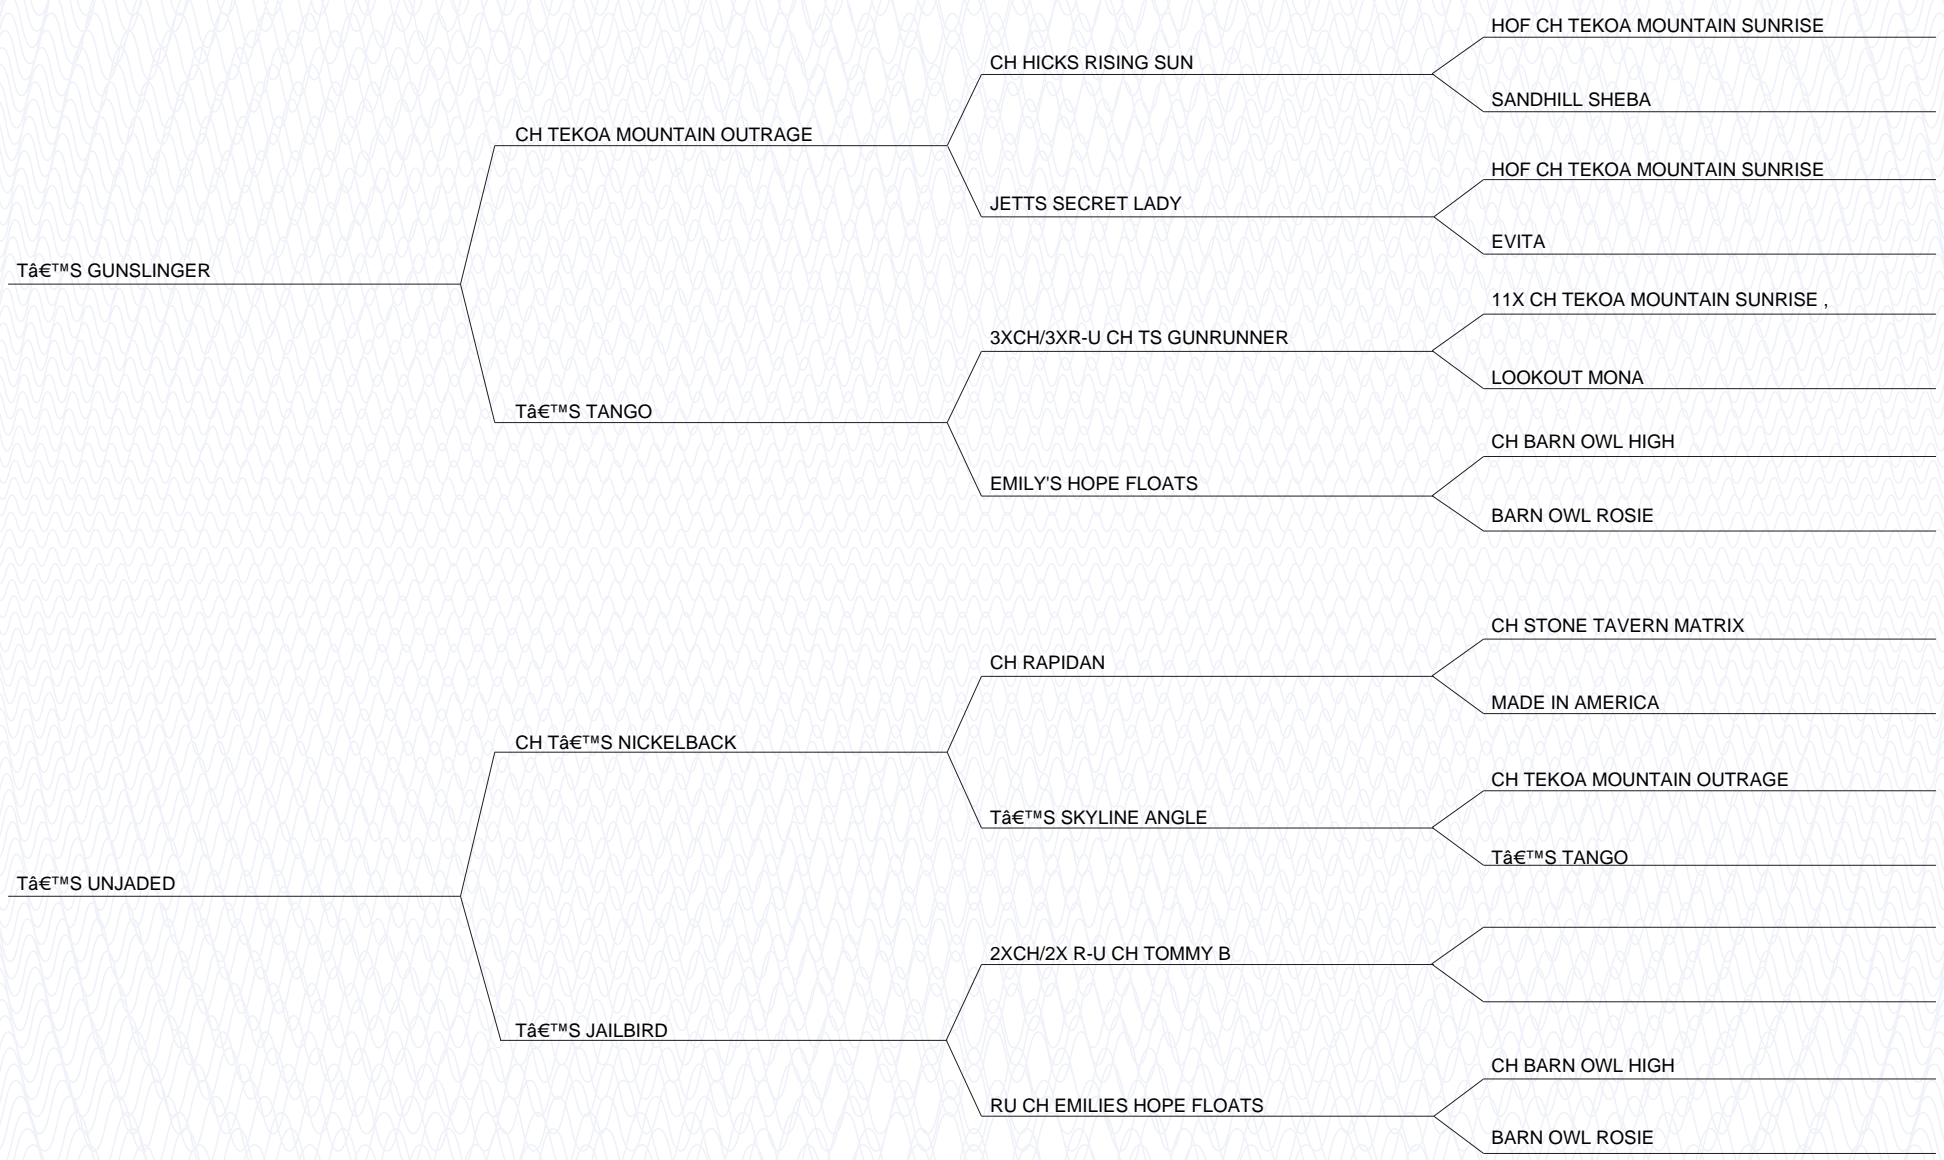 HOF CH TEKOA MOUNTAIN SUNRISE
CH HICKS RISING SUN
SANDHILL SHEBA
CH TEKOA MOUNTAIN OUTRAGE
HOF CH TEKOA MOUNTAIN SUNRISE
JETTS SECRET LADY
EVITA
Tâ€™S GUNSLINGER
11X CH TEKOA MOUNTAIN SUNRISE ,
3XCH/3XR-U CH TS GUNRUNNER
LOOKOUT MONA
Tâ€™S TANGO
CH BARN OWL HIGH
EMILY'S HOPE FLOATS
BARN OWL ROSIE
CH STONE TAVERN MATRIX
CH RAPIDAN
MADE IN AMERICA
CH Tâ€™S NICKELBACK
CH TEKOA MOUNTAIN OUTRAGE
Tâ€™S SKYLINE ANGLE
Tâ€™S TANGO
Tâ€™S UNJADED
2XCH/2X R-U CH TOMMY B
Tâ€™S JAILBIRD
CH BARN OWL HIGH
RU CH EMILIES HOPE FLOATS
BARN OWL ROSIE